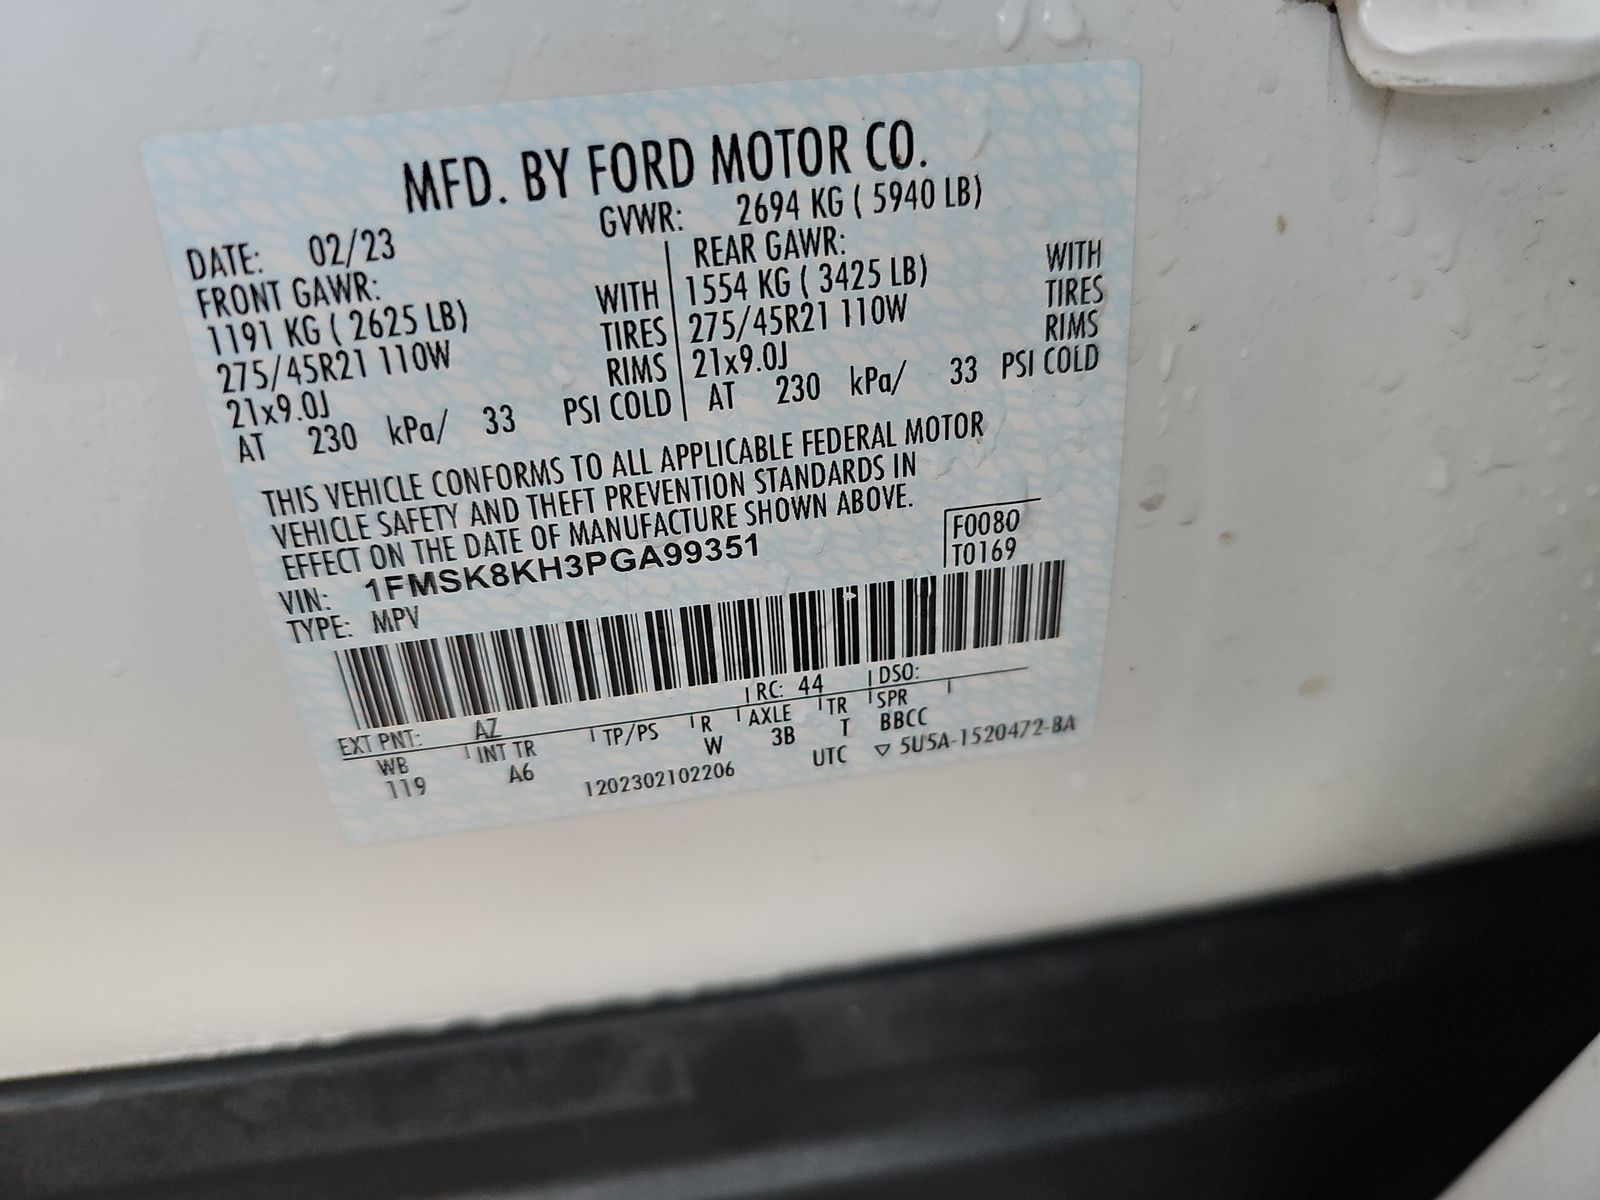 MFD. BY FORD MOTOR CO.
DATE: 02/23 GVWR: 2694 KG ( 5940 LB)
FRONT GAWR: REAR GAWR:
1191 KG ( 2625 LB) WITH 1554 KG ( 3425 LB) WITH
275/45R21 110W TIRES 275/45R21 110W TIRES
21x9.0J RIMS 21x9.0J RIMS
AT 230 kPa/ 33 PSI COLD AT 230 kPa/ 33 PSI COLD
THIS VEHICLE CONFORMS TO ALL APPLICABLE FEDERAL MOTOR
VEHICLE SAFETY AND THEFT PREVENTION STANDARDS IN
EFFECT ON THE DATE OF MANUFACTURE SHOWN ABOVE.
F0080
VIN: 1FMSK8KH3PGA99351 T0169
TYPE: MPV
EXT PNT: AZ RC: 44 DSO:
WB INT TR TP/PS R AXLE TR SPR
119 A6 W 3B T BBCC
1202302102206 UTC ▽ 5U5A-1520472-BA